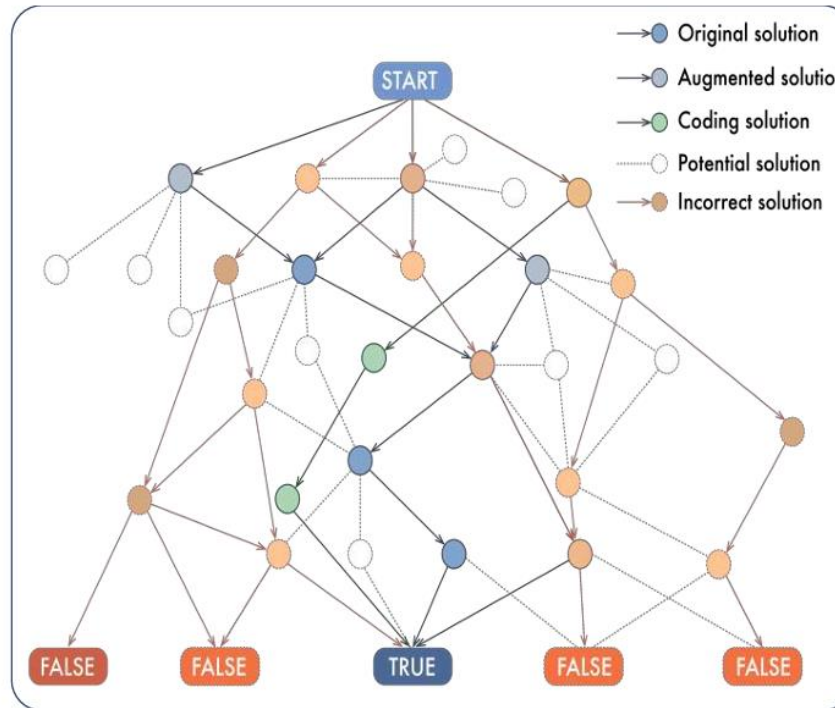 START
Original solution
Augmented solutio
Coding solution
Potential solution
Incorrect solution
FALSE
FALSE
TRUE
FALSE
FALSE